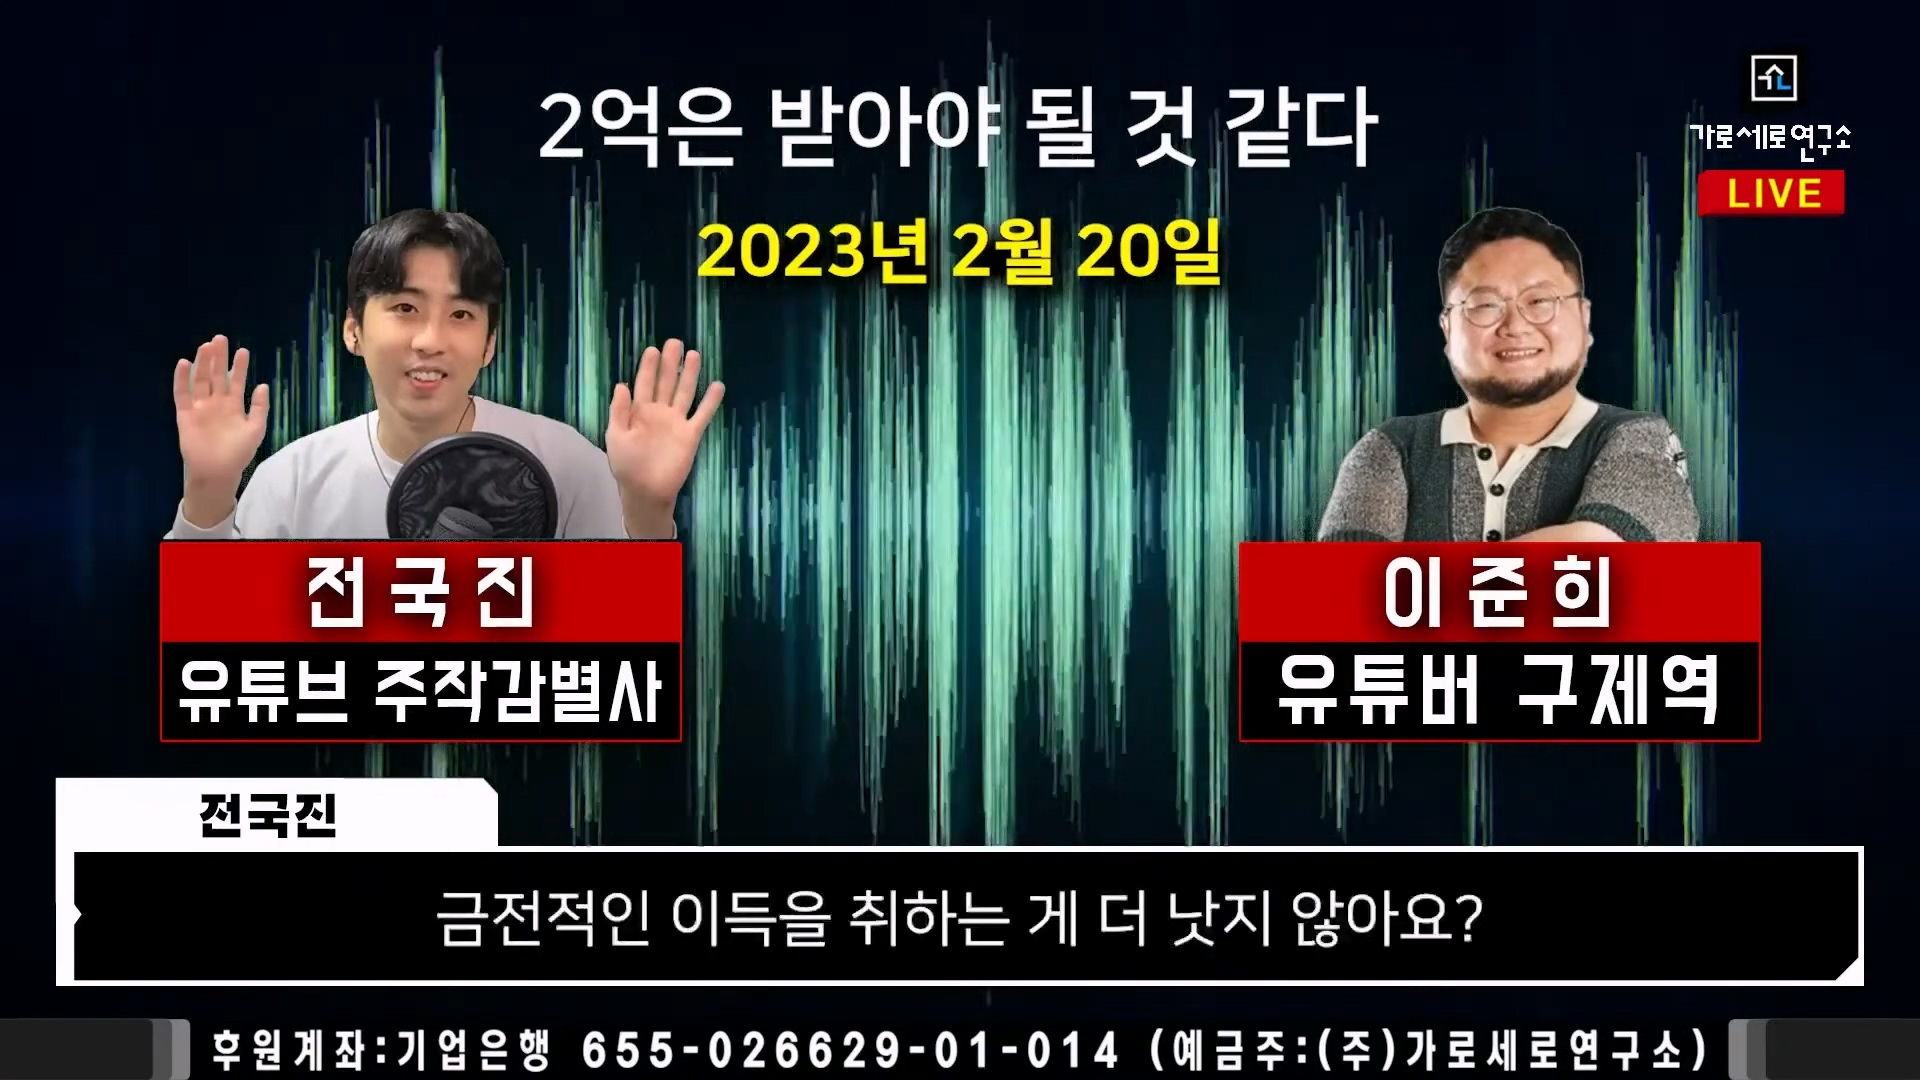 2억은 받아야 될 것 같다
가로세로연구소
LIVE
2023년 2월 20일
전국진
유튜브 주작감별사
이준희
유튜버 구제역
전국진
금전적인 이득을 취하는 게 더 낫지 않아요?
후원계좌:기업은행 655-026629-01-014 (예금주:(주)가로세로연구소)